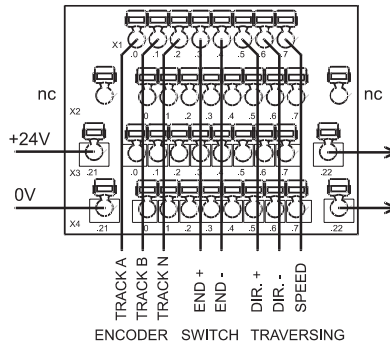 X1
.0 .1 .2 .3 .4 .5 .6 .7
nc nc
X2
.0 .1 .2 .3 .4 .5 .6 .7
+24V
X3 .21 .0 .1 .2 .3 .4 .5 .6 .7 .22
0V
X4 .21 .0 .1 .2 .3 .4 .5 .6 .7 .22
TRACK A
TRACK B
TRACK N
END +
END -
DIR. +
DIR. -
SPEED
ENCODER SWITCH TRAVERSING